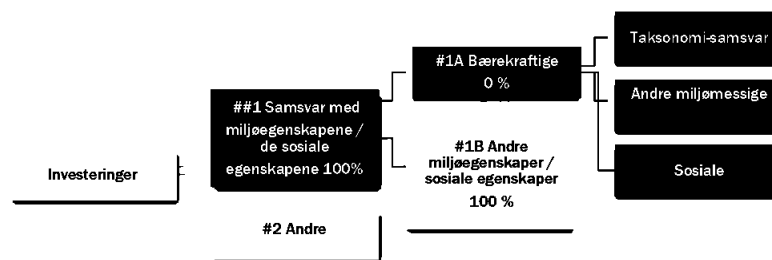 Investeringer
##1 Samsvar med
miljøegenskapene /
de sosiale
egenskapene 100%
#2 Andre
#1A Bærekraftige
0 %
#1B Andre
miljøegenskaper /
sosiale egenskaper
100 %
Taksonomi-samsvar
Andre miljømessige
Sosiale